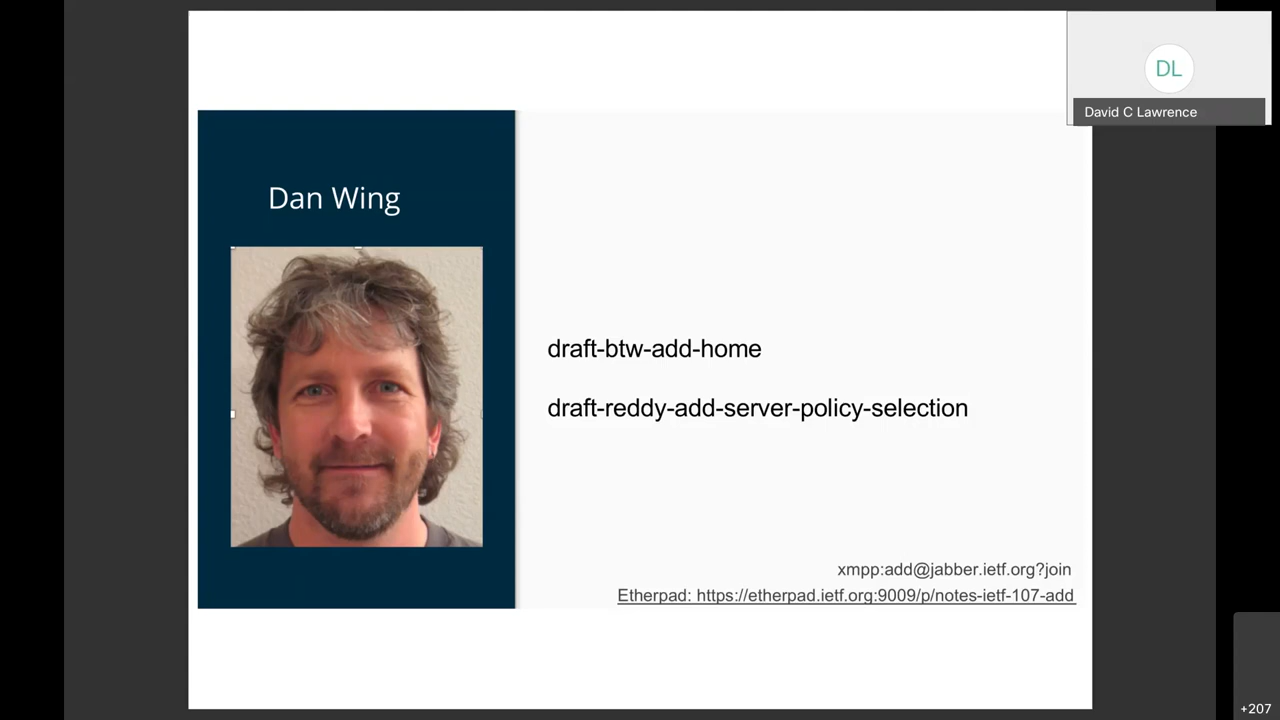 DL
David C Lawrence
Dan Wing
draft-btw-add-home
draft-reddy-add-server-policy-selection
xmpp:add@jabber.ietf.org?join
Etherpad: https://etherpad.ietf.org:9009/p/notes-ietf-107-add
+207